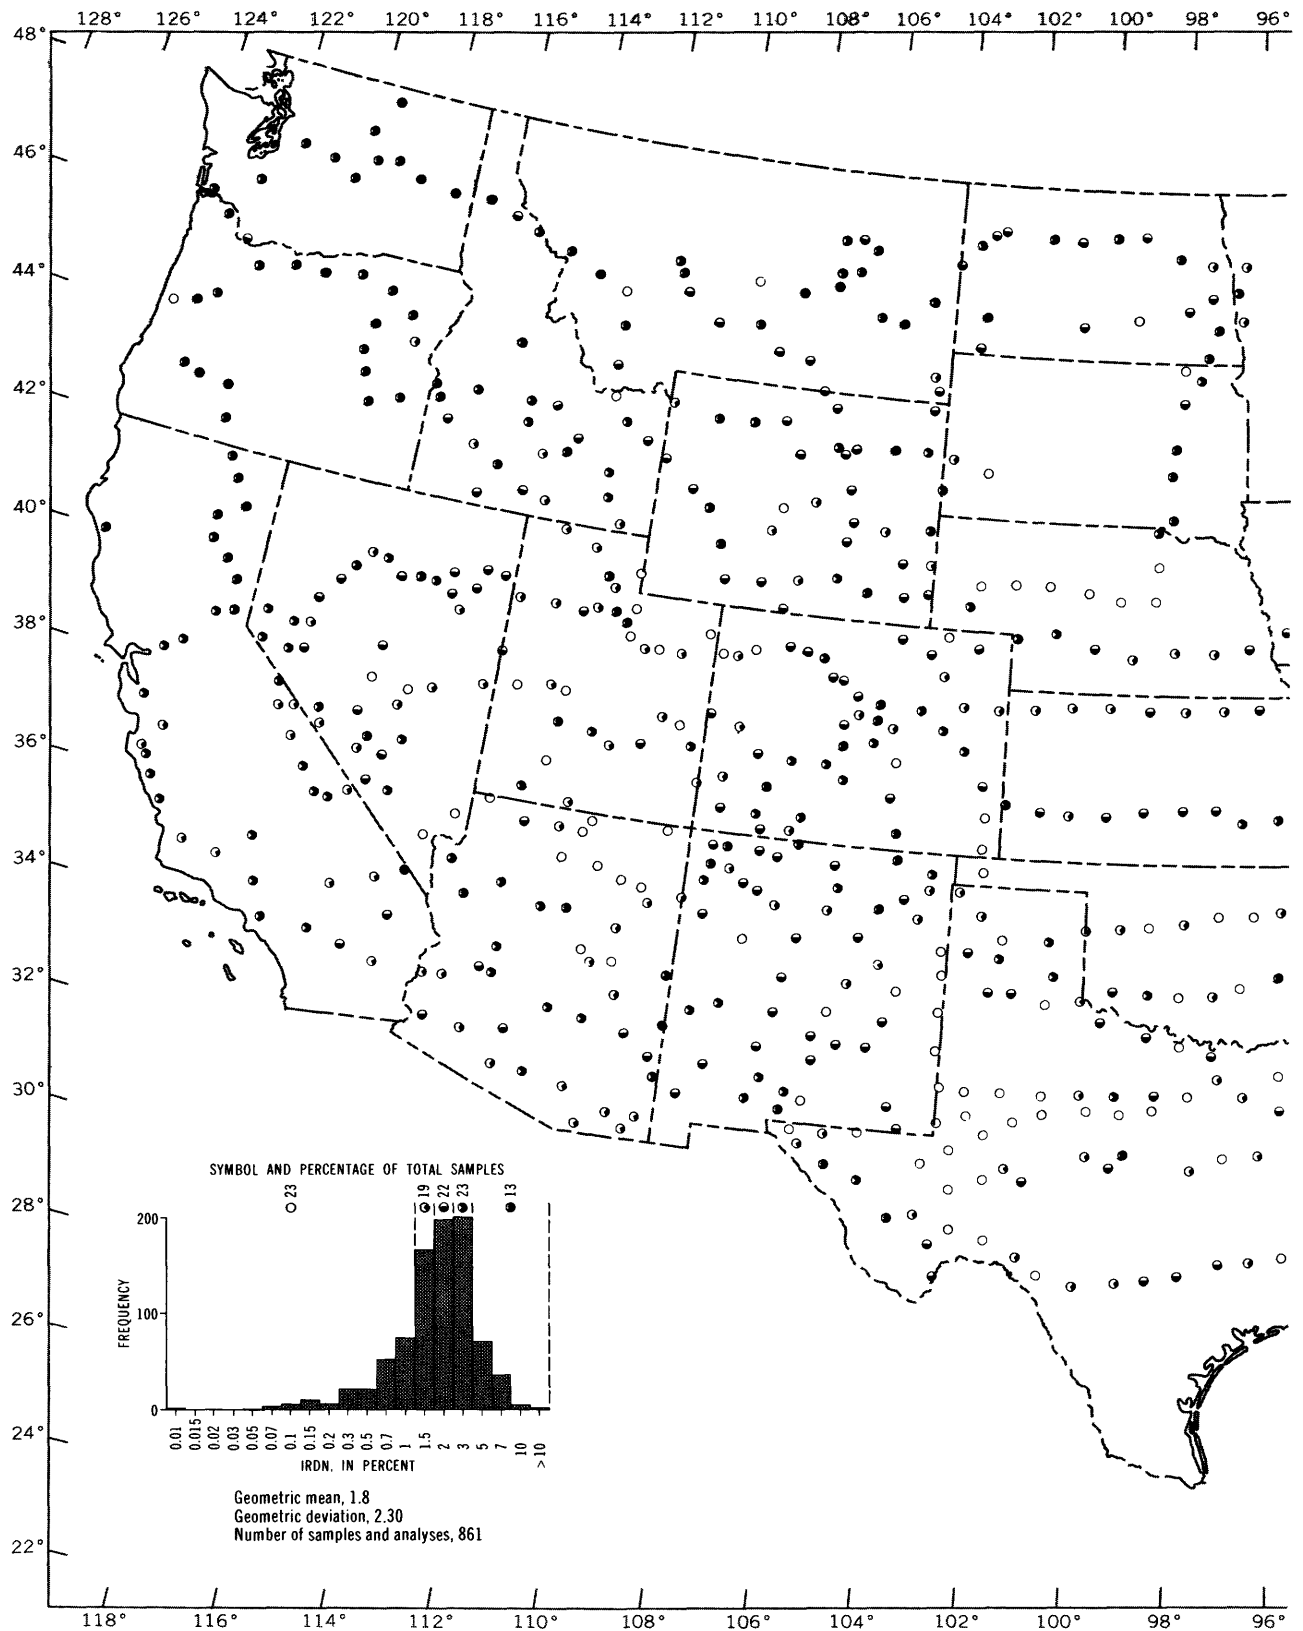 128° 126° 124° 122° 120° 118° 116° 114° 112° 110° 108° 106° 104° 102° 100° 98° 96°
48°
46°
44°
42°
40°
38°
36°
34°
32°
30°
28°
26°
24°
22°
SYMBOL AND PERCENTAGE OF TOTAL SAMPLES
23 19 22 23 13
200
100
0
FREQUENCY
0.01 0.015 0.02 0.03 0.05 0.07 0.1 0.15 0.2 0.3 0.5 0.7 1 1.5 2 3 5 7 10 >10
IRDN, IN PERCENT
Geometric mean, 1.8
Geometric deviation, 2.30
Number of samples and analyses, 861
118° 116° 114° 112° 110° 108° 106° 104° 102° 100° 98° 96°